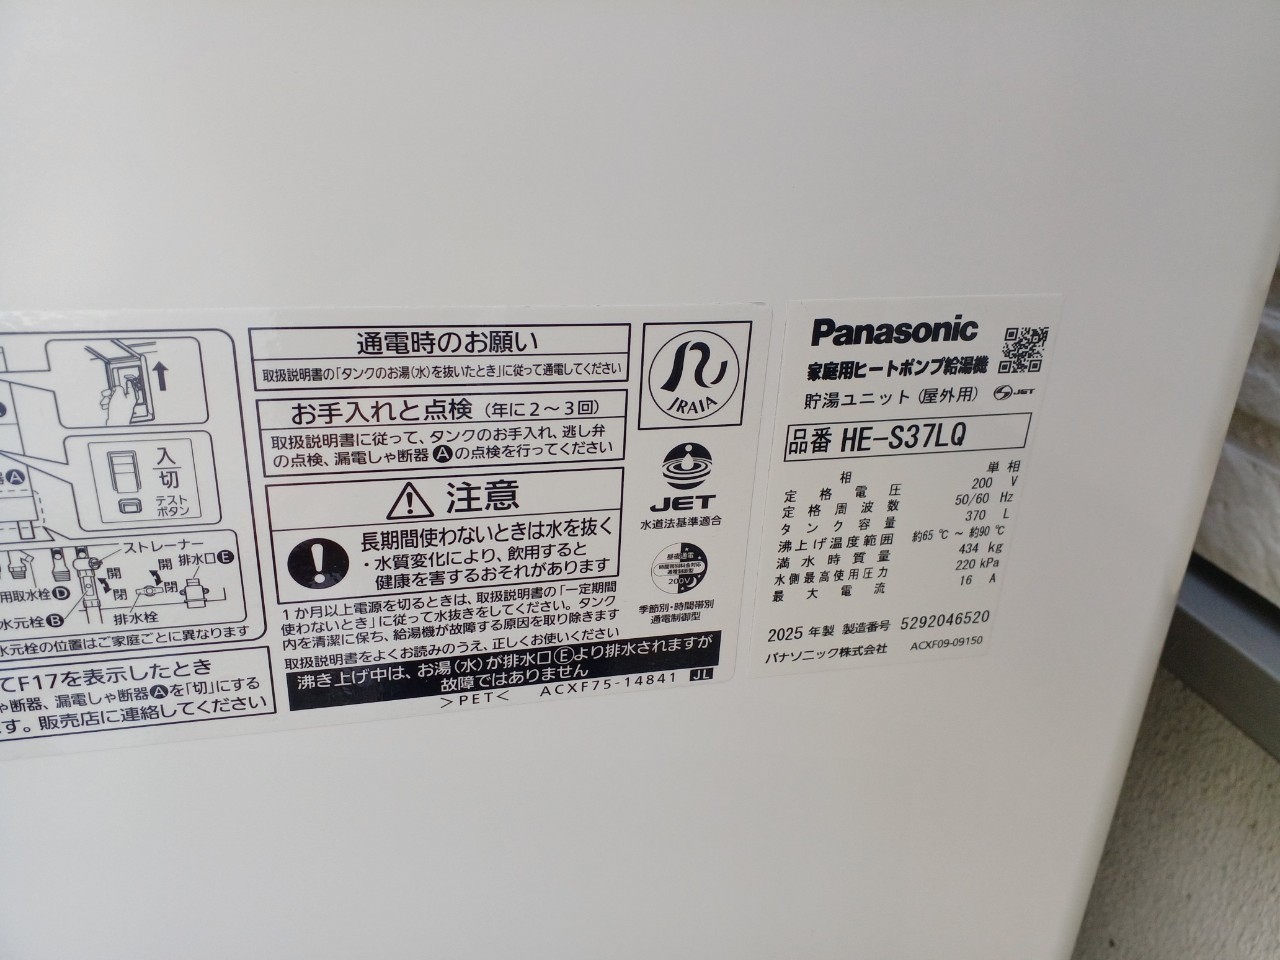 入
切
テスト
ボタン
ストレーナー
開
開 排水口Ⓔ
閉
閉
用取水栓Ⓓ
水元栓Ⓑ
排水栓
水元栓の位置はご家庭ごとに異なります
てF17を表示したとき
や断器、漏電しゃ断器Ⓐを「切」にする
す。販売店に連絡してください
通電時のお願い
取扱説明書の「タンクのお湯(水)を抜いたとき」に従って通電してください
お手入れと点検(年に2~3回)
取扱説明書に従って、タンクのお手入れ、逃し弁
の点検、漏電しゃ断器Ⓐの点検を行ってください
注意
長期間使わないときは水を抜く
・水質変化により、飲用すると
健康を害するおそれがあります
1か月以上電源を切るときは、取扱説明書の「一定期間
使わないとき」に従って水抜きをしてください。タンク
内を清潔に保ち、給湯機が故障する原因を取り除きます
取扱説明書をよくお読みのうえ、正しくお使いください
沸き上げ中は、お湯(水)が排水口Ⓔより排水されますが
故障ではありません
>PET< ACXF75-14841 JL
JRAIA
JET
水道法基準適合
昼夜通電
200V
季節別・時間帯別
通電制御型
Panasonic
家庭用ヒートポンプ給湯機
貯湯ユニット(屋外用) JET
品番 HE-S37LQ
相 単相
定格電圧 200 V
定格周波数 50/60 Hz
タンク容量 370 L
沸上げ温度範囲 約65℃~約90℃
満水時質量 434 kg
水側最高使用圧力 220 kPa
最大電流 16 A
2025年製 製造番号 5292046520
パナソニック株式会社 ACXF09-09150